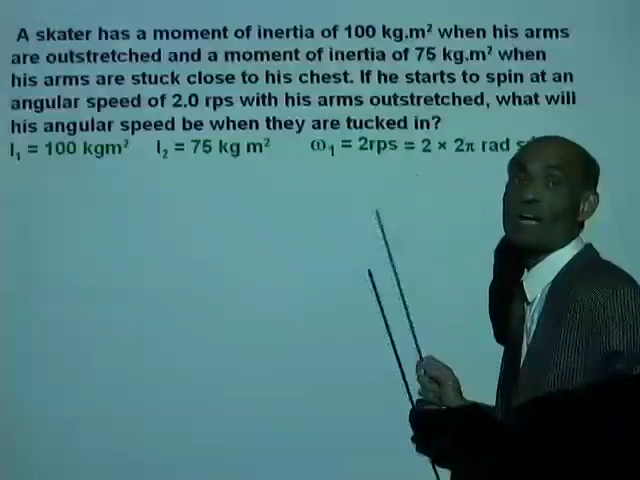 A skater has a moment of inertia of 100 kg.m² when his arms
are outstretched and a moment of inertia of 75 kg.m² when
his arms are stuck close to his chest. If he starts to spin at an
angular speed of 2.0 rps with his arms outstretched, what will
his angular speed be when they are tucked in?
I₁ = 100 kgm² I₂ = 75 kg m² ω₁ = 2rps = 2 × 2π rad